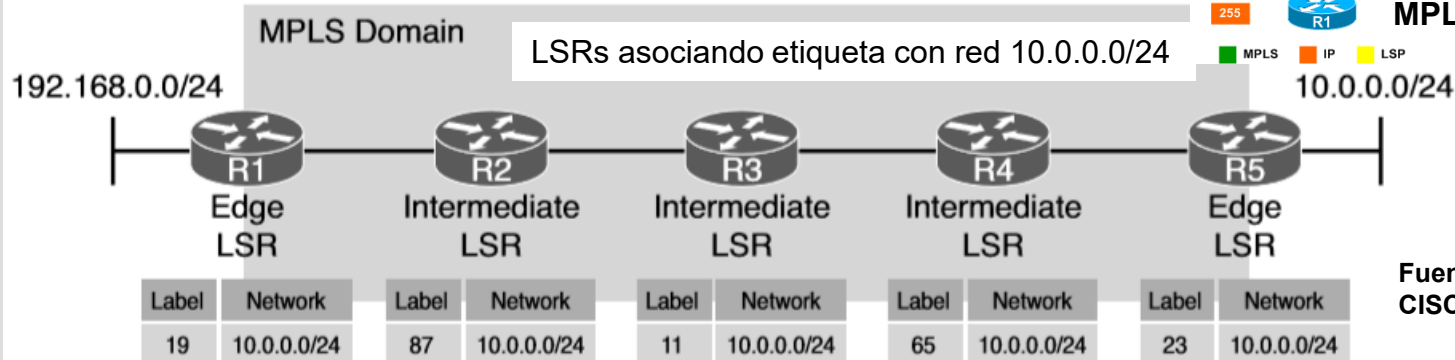 255
R1
MPL
MPLS Domain
LSRs asociando etiqueta con red 10.0.0.0/24
MPLS IP LSP
192.168.0.0/24
10.0.0.0/24
R1 R2 R3 R4 R5
Edge LSR
Intermediate LSR
Intermediate LSR
Intermediate LSR
Edge LSR
Fuen
CISC
Label Network Label Network Label Network Label Network Label Network
19 10.0.0.0/24 87 10.0.0.0/24 11 10.0.0.0/24 65 10.0.0.0/24 23 10.0.0.0/24